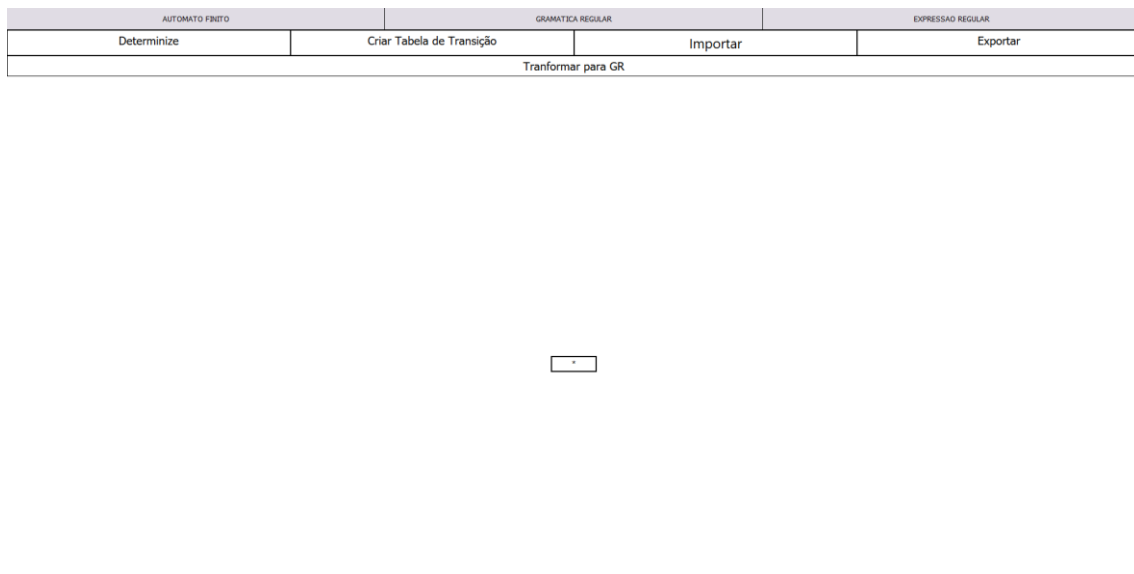 AUTOMATO FINITO GRAMATICA REGULAR EXPRESSAO REGULAR
Determinize Criar Tabela de Transição Importar Exportar
Tranformar para GR
*